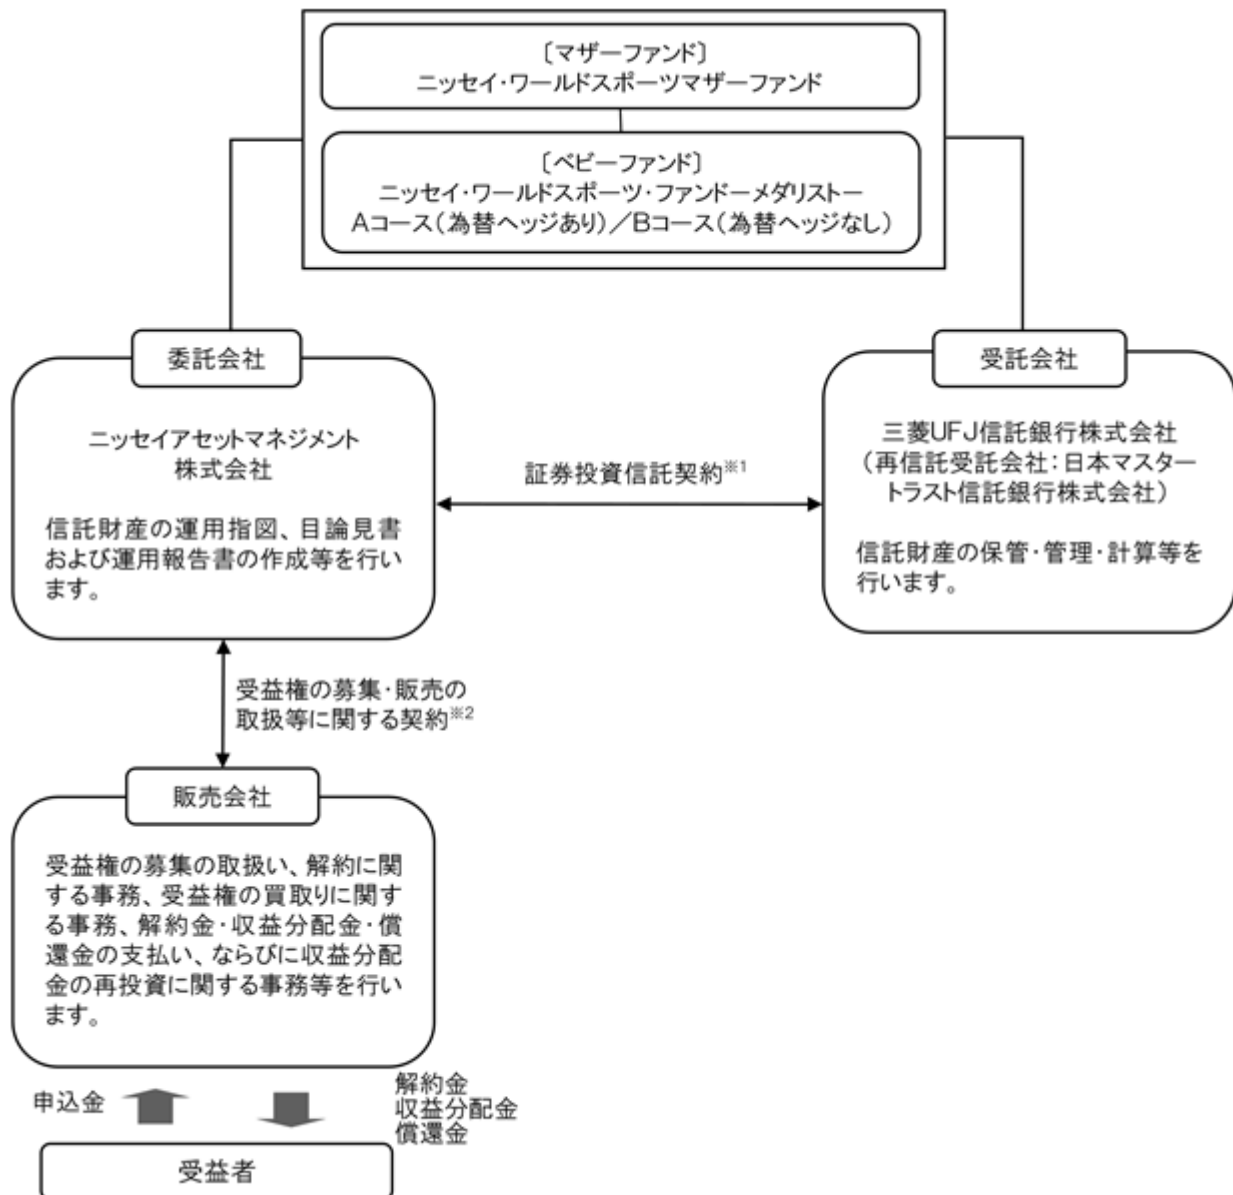 〔マザーファンド〕
ニッセイ・ワールドスポーツマザーファンド
〔ベビーファンド〕
ニッセイ・ワールドスポーツ・ファンドーメダリストー
Aコース(為替ヘッジあり)／Bコース(為替ヘッジなし)
委託会社
ニッセイアセットマネジメント
株式会社
信託財産の運用指図、目論見書
および運用報告書の作成等を行い
ます。
証券投資信託契約※1
受託会社
三菱UFJ信託銀行株式会社
(再信託受託会社:日本マスター
トラスト信託銀行株式会社)
信託財産の保管・管理・計算等を
行います。
受益権の募集・販売の
取扱等に関する契約※2
販売会社
受益権の募集の取扱い、解約に関
する事務、受益権の買取りに関す
る事務、解約金・収益分配金・償
還金の支払い、ならびに収益分配
金の再投資に関する事務等を行い
ます。
申込金
解約金
収益分配金
償還金
受益者